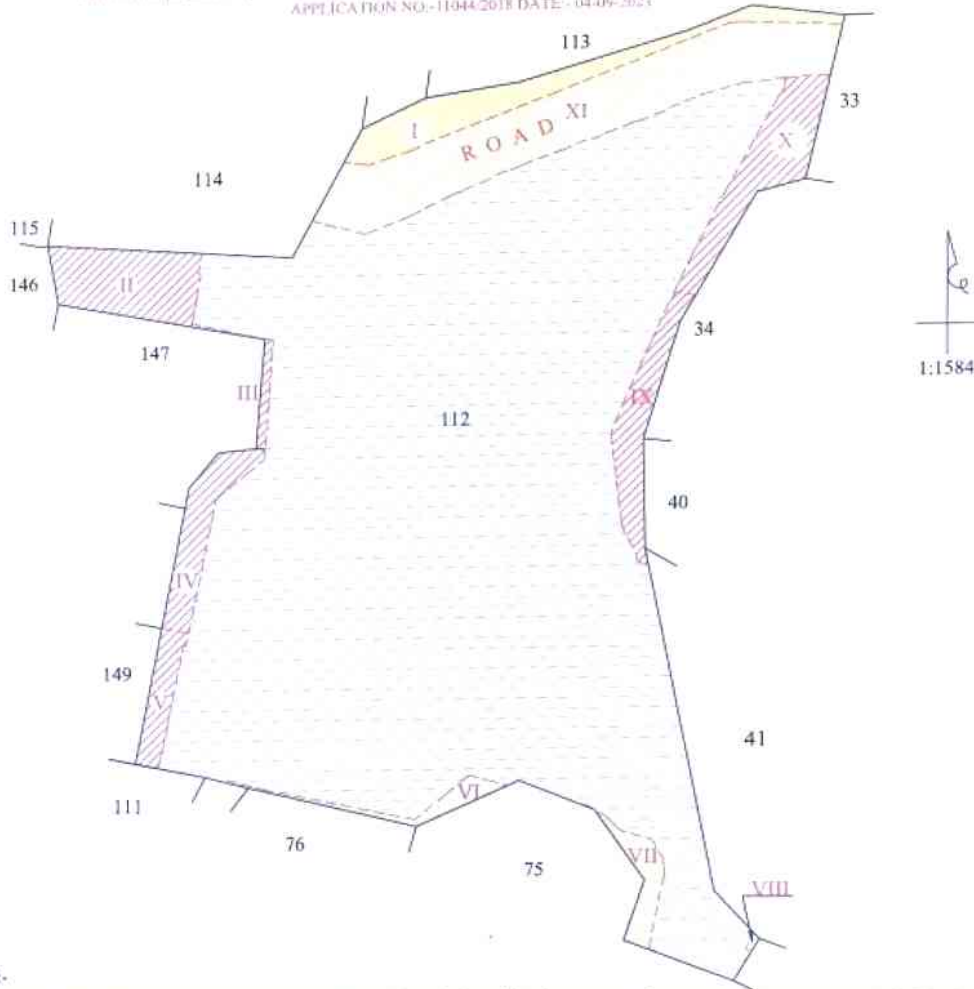 APPLICATION NO:-11044/2018 DATE:- 04-09-2023
113
33
I
ROAD XI
X
114
115
146
II
34
147
1:1584
III
IX
112
40
IV
149
V
41
VI
111
76
75
VII
VIII